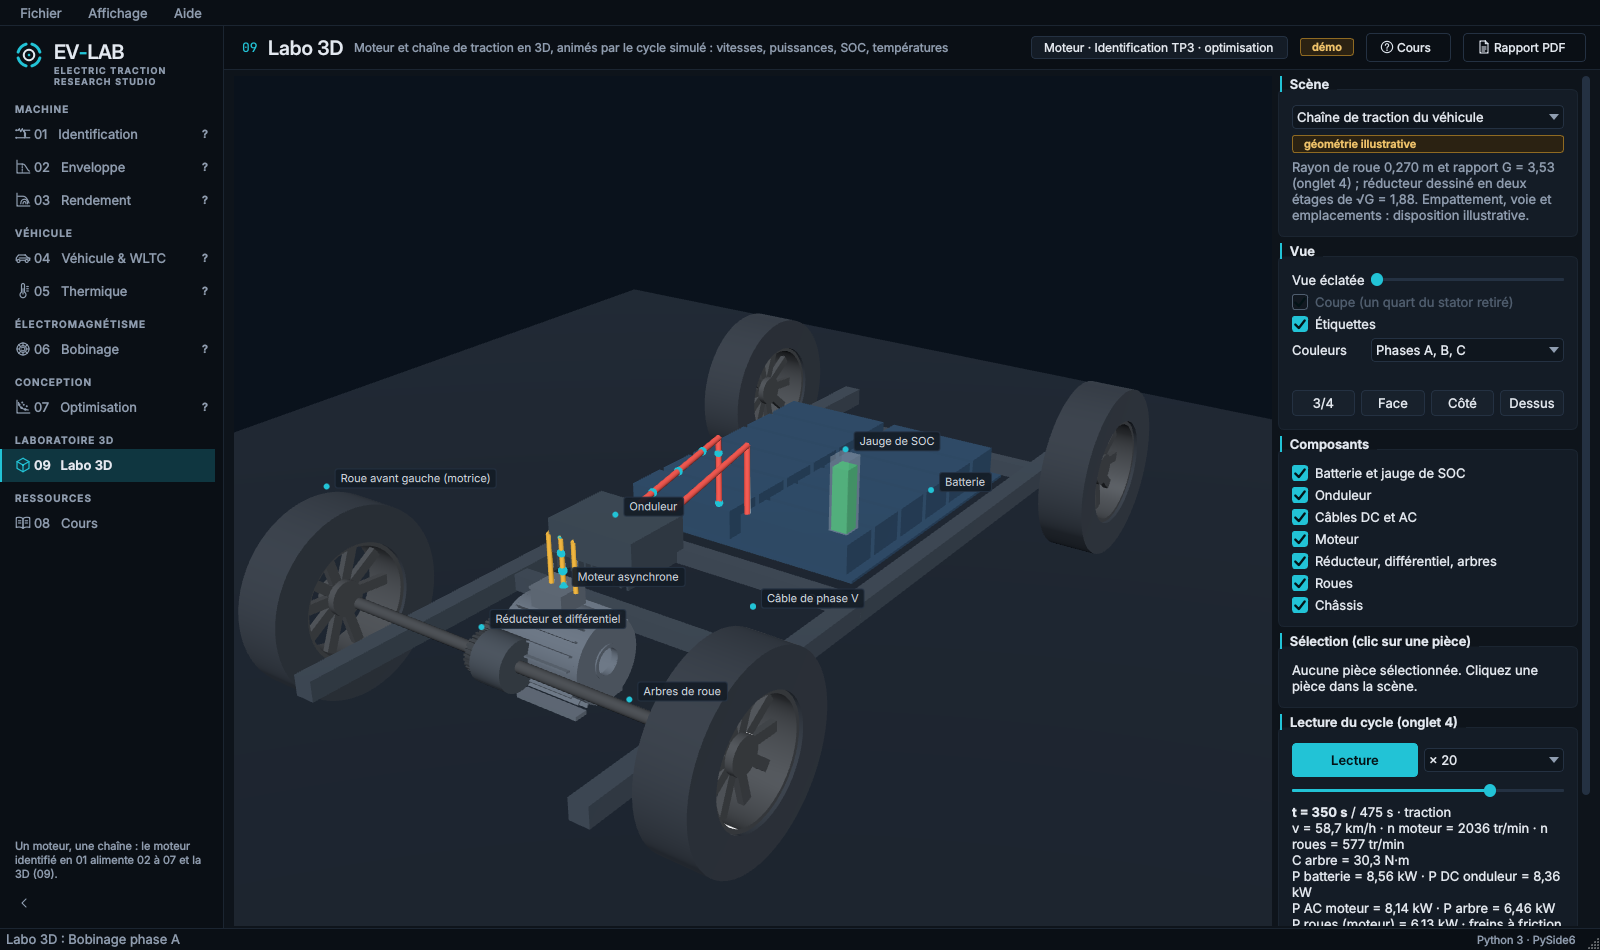 Fichier Affichage Aide
EV-LAB
ELECTRIC TRACTION
RESEARCH STUDIO
MACHINE
01 Identification ?
02 Enveloppe ?
03 Rendement ?
VÉHICULE
04 Véhicule & WLTC ?
05 Thermique ?
ÉLECTROMAGNÉTISME
06 Bobinage ?
CONCEPTION
07 Optimisation ?
LABORATOIRE 3D
09 Labo 3D
RESSOURCES
08 Cours
Un moteur, une chaîne : le moteur
identifié en 01 alimente 02 à 07 et la
3D (09).
09 Labo 3D Moteur et chaîne de traction en 3D, animés par le cycle simulé : vitesses, puissances, SOC, températures
Moteur · Identification TP3 · optimisation
démo
? Cours
Rapport PDF
Jauge de SOC
Roue avant gauche (motrice)
Batterie
Onduleur
Moteur asynchrone
Câble de phase V
Réducteur et différentiel
Arbres de roue
Scène
Chaîne de traction du véhicule
géométrie illustrative
Rayon de roue 0,270 m et rapport G = 3,53
(onglet 4) ; réducteur dessiné en deux
étages de √G = 1,88. Empattement, voie et
emplacements : disposition illustrative.
Vue
Vue éclatée
Coupe (un quart du stator retiré)
Étiquettes
Couleurs Phases A, B, C
3/4 Face Côté Dessus
Composants
Batterie et jauge de SOC
Onduleur
Câbles DC et AC
Moteur
Réducteur, différentiel, arbres
Roues
Châssis
Sélection (clic sur une pièce)
Aucune pièce sélectionnée. Cliquez une
pièce dans la scène.
Lecture du cycle (onglet 4)
Lecture × 20
t = 350 s / 475 s · traction
v = 58,7 km/h · n moteur = 2036 tr/min · n
roues = 577 tr/min
C arbre = 30,3 N·m
P batterie = 8,56 kW · P DC onduleur = 8,36
kW
P AC moteur = 8,14 kW · P arbre = 6,46 kW
P roues (moteur) = 6,13 kW · freins à friction
Labo 3D : Bobinage phase A
Python 3 · PySide6